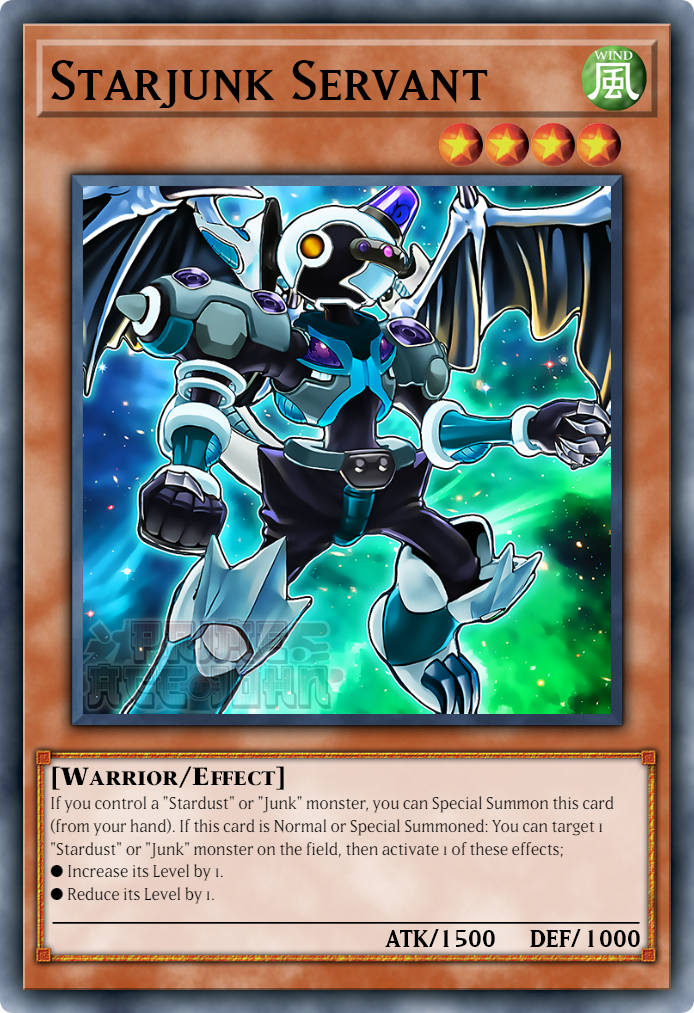 Starjunk Servant
WIND
風
[Warrior/Effect]
If you control a "Stardust" or "Junk" monster, you can Special Summon this card
(from your hand). If this card is Normal or Special Summoned: You can target 1
"Stardust" or "Junk" monster on the field, then activate 1 of these effects;
● Increase its Level by 1.
● Reduce its Level by 1.
ATK/1500 DEF/1000